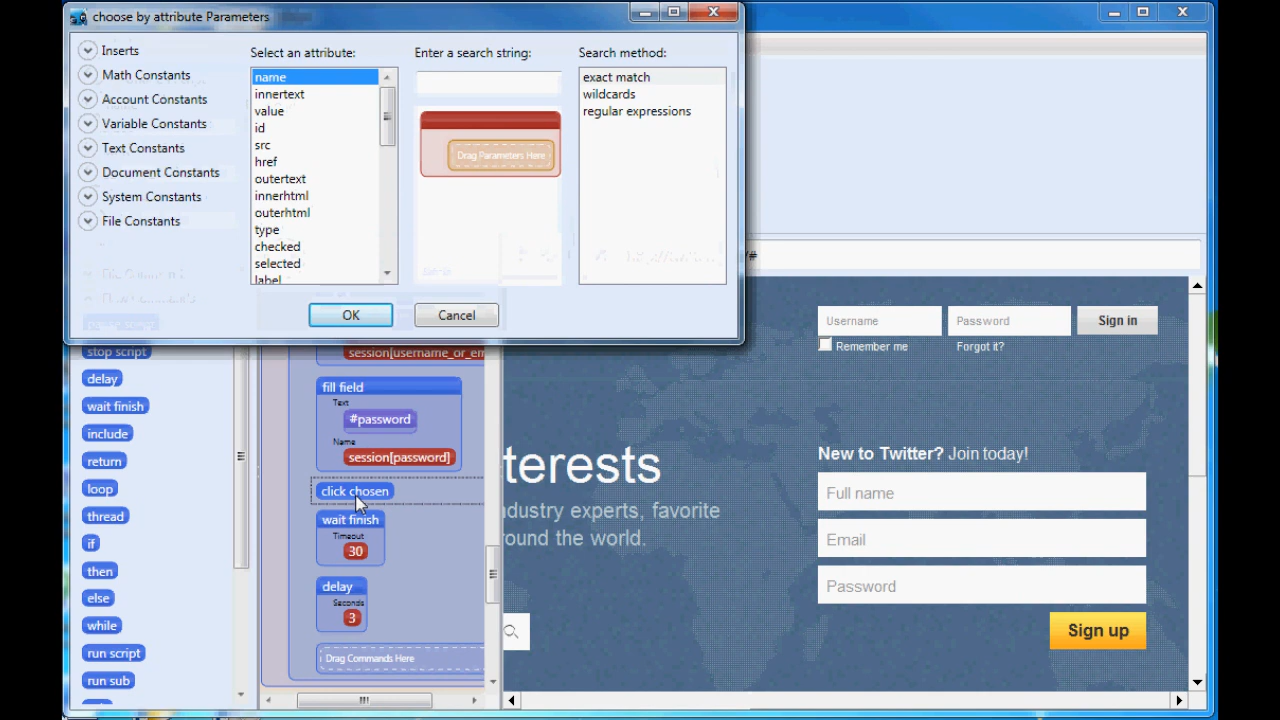 choose by attribute Parameters
Inserts
Math Constants
Account Constants
Variable Constants
Text Constants
Document Constants
System Constants
File Constants
Select an attribute:
name
innertext
value
id
src
href
outertext
innerhtml
outerhtml
type
checked
selected
label
Enter a search string:
Drag Parameters Here
Search method:
exact match
wildcards
regular expressions
OK
Cancel
stop script
delay
wait finish
include
return
loop
thread
if
then
else
while
run script
run sub
session[username_or_em
fill field
Text
#password
Name
session[password]
click chosen
wait finish
Timeout
30
delay
Seconds
3
Drag Commands Here
/#
Username
Password
Sign in
Remember me
Forgot it?
terests
ndustry experts, favorite
round the world.
New to Twitter? Join today!
Full name
Email
Password
Sign up